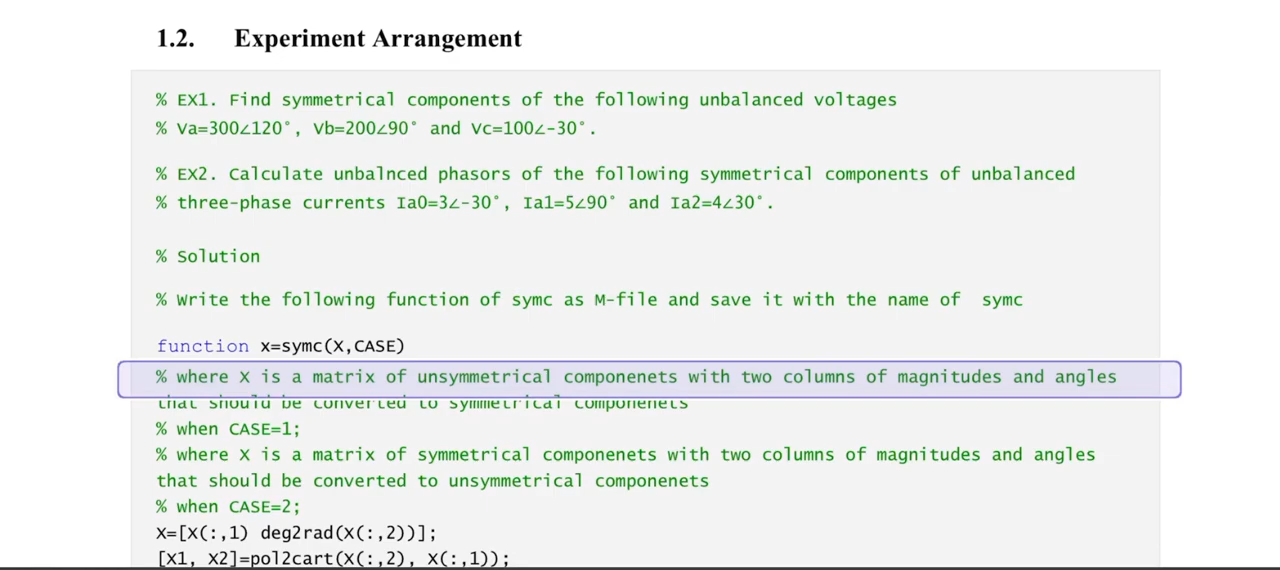 1.2. Experiment Arrangement
% EX1. Find symmetrical components of the following unbalanced voltages
% Va=300∠120°, Vb=200∠90° and Vc=100∠-30°.
% EX2. Calculate unbalnced phasors of the following symmetrical components of unbalanced
% three-phase currents Ia0=3∠-30°, Ia1=5∠90° and Ia2=4∠30°.
% Solution
% Write the following function of symc as M-file and save it with the name of  symc
function x=symc(X,CASE)
% where X is a matrix of unsymmetrical componenets with two columns of magnitudes and angles
that should be converted to symmetrical componenets
% when CASE=1;
% where X is a matrix of symmetrical componenets with two columns of magnitudes and angles
that should be converted to unsymmetrical componenets
% when CASE=2;
X=[X(:,1) deg2rad(X(:,2))];
[X1, X2]=pol2cart(X(:,2), X(:,1));